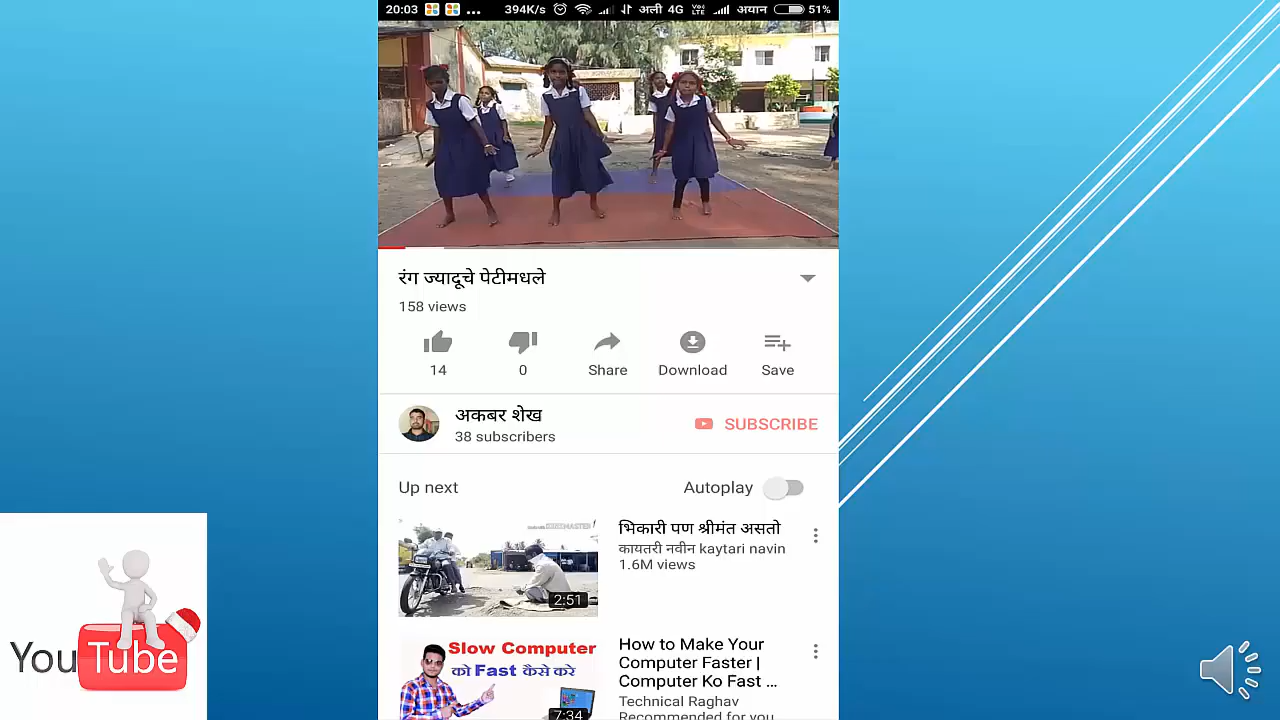 20:03 ... 394K/s अली 4G VoLTE अयान 51%
रंग ज्यादूचे पेटीमधले
158 views
14 0 Share Download Save
अकबर शेख
38 subscribers
SUBSCRIBE
Up next Autoplay
भिकारी पण श्रीमंत असतो
कायतरी नवीन kaytari navin
1.6M views
2:51
Slow Computer
को Fast कैसे करे
7:34
How to Make Your
Computer Faster |
Computer Ko Fast ...
Technical Raghav
Recommended for you
YouTube